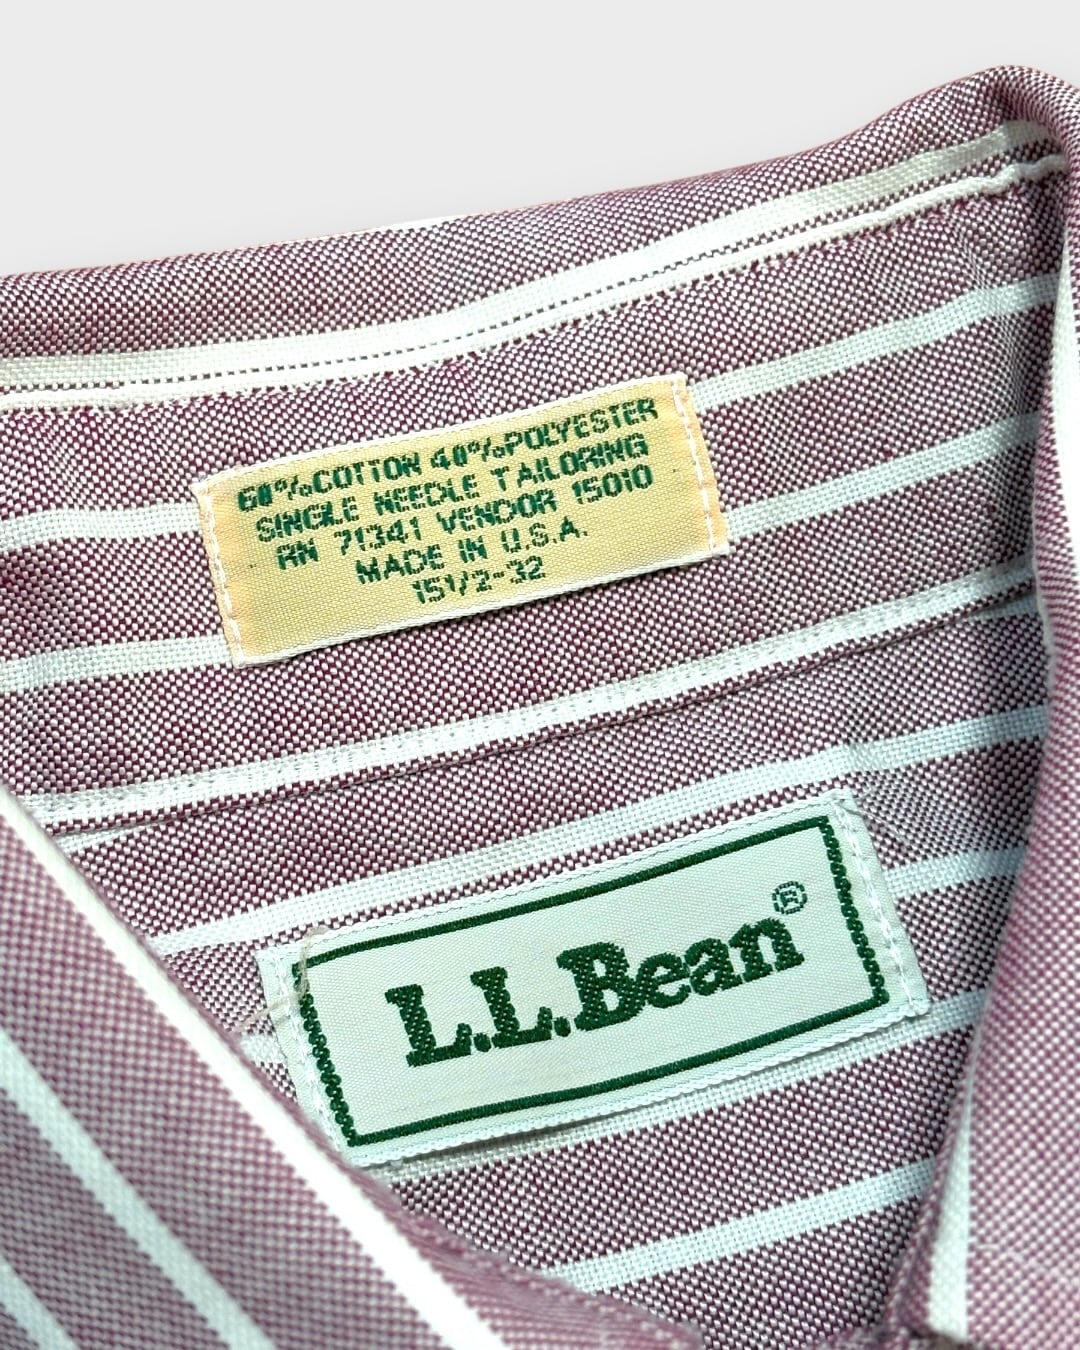 60%COTTON 40%POLYESTER
SINGLE NEEDLE TAILORING
RN 71341 VENDOR 15010
MADE IN U.S.A.
15 1/2-32
L.L.Bean®